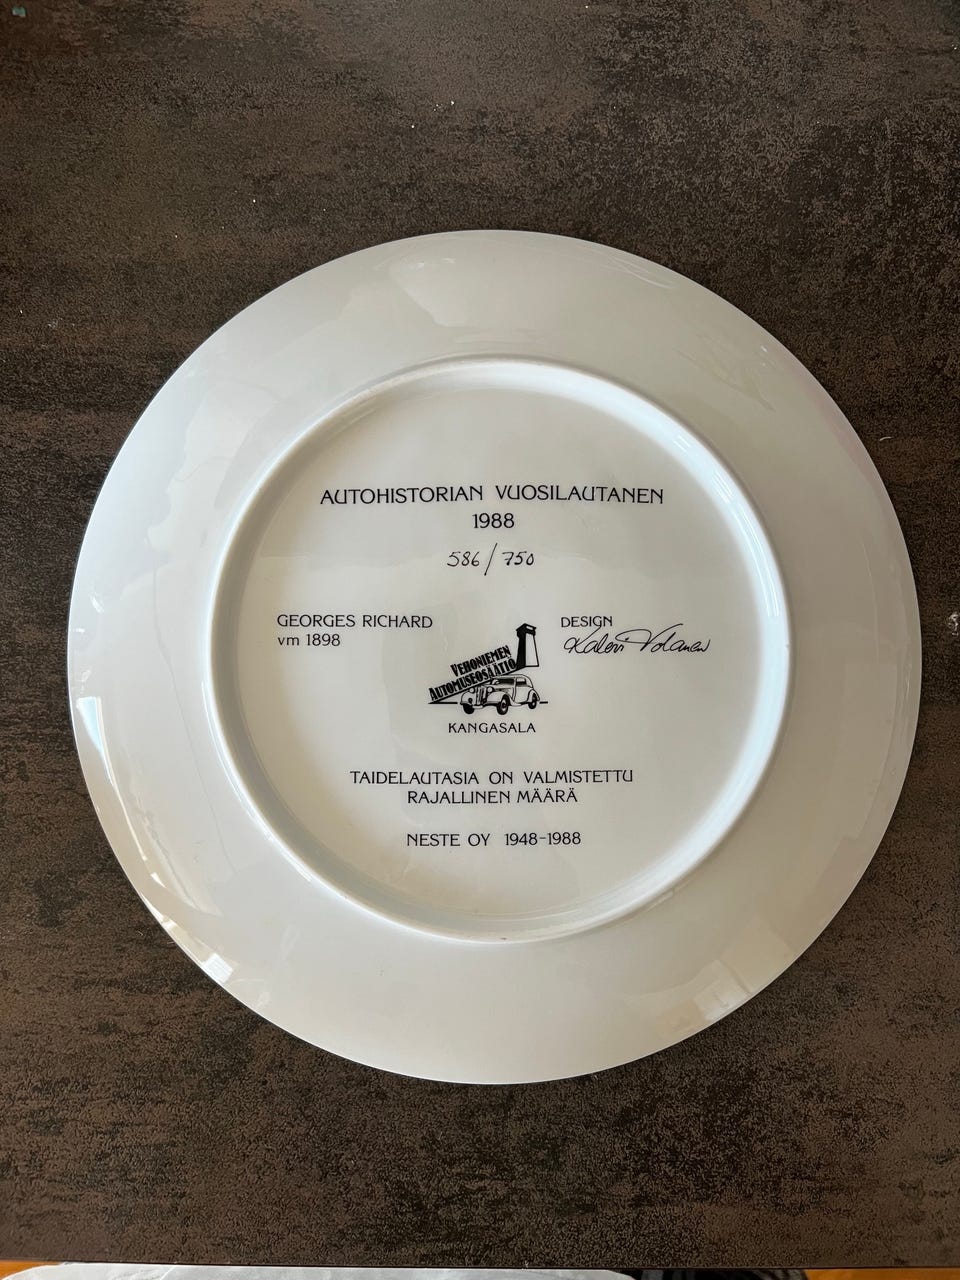 AUTOHISTORIAN VUOSILAUTANEN
1988
586/750
GEORGES RICHARD
vm 1898
VEHONIEMEN
AUTOMUSEOSÄÄTIÖ
KANGASALA
DESIGN
Kalevi Volanen
TAIDELAUTASIA ON VALMISTETTU
RAJALLINEN MÄÄRÄ
NESTE OY 1948-1988